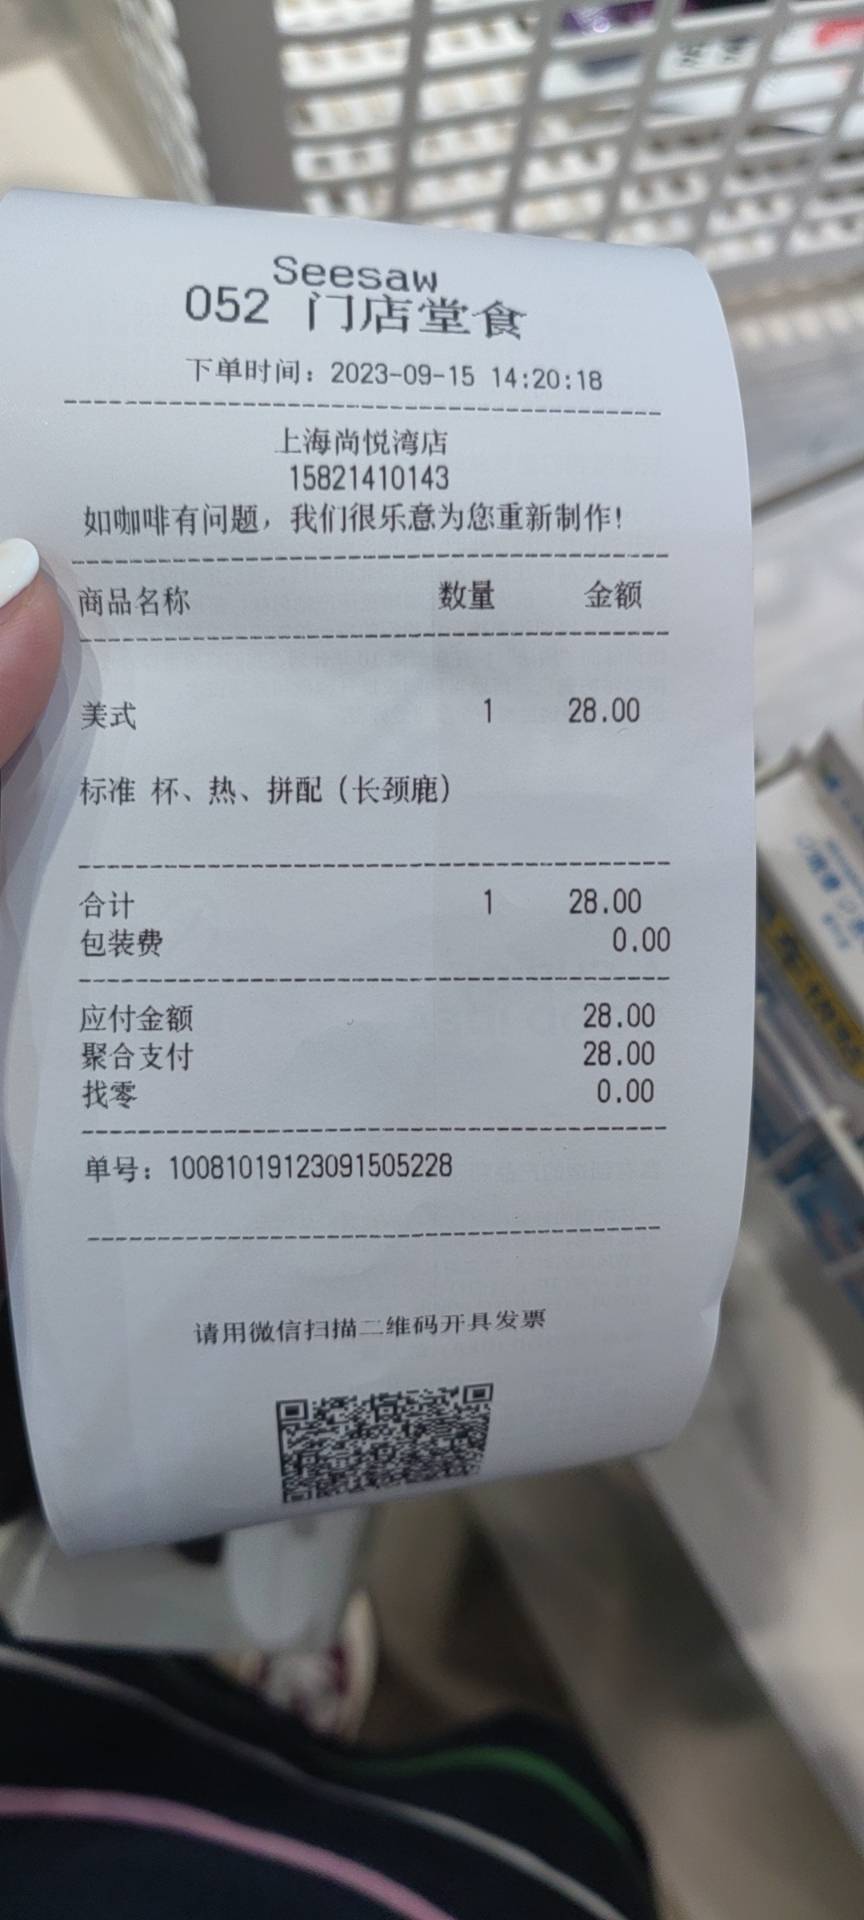 Seesaw
052 门店堂食
下单时间：2023-09-15 14:20:18
上海尚悦湾店
15821410143
如咖啡有问题，我们很乐意为您重新制作！
商品名称 数量 金额
美式 1 28.00
标准 杯、热、拼配（长颈鹿）
合计 1 28.00
包装费 0.00
应付金额 28.00
聚合支付 28.00
找零 0.00
单号：10081019123091505228
请用微信扫描二维码开具发票